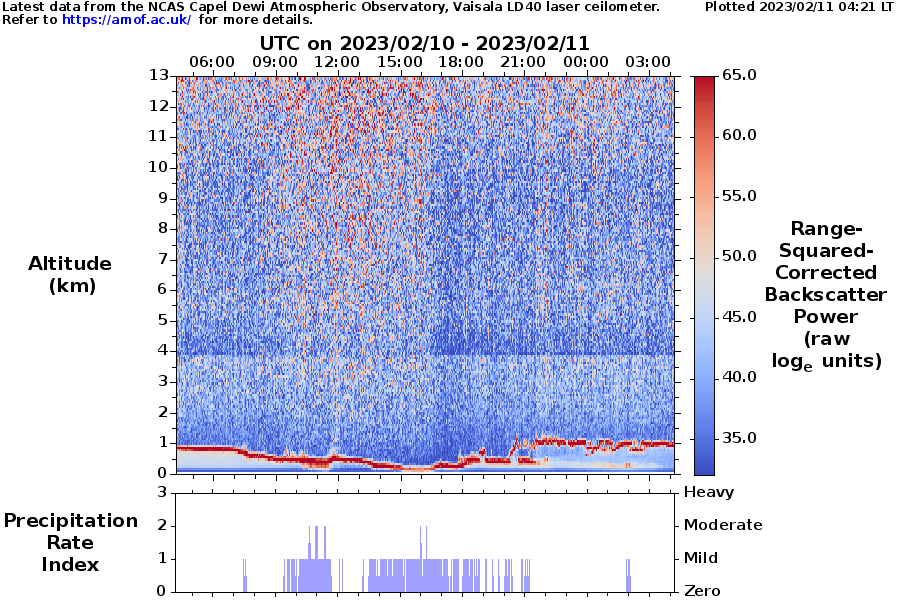 Latest data from the NCAS Capel Dewi Atmospheric Observatory, Vaisala LD40 laser ceilometer.
Plotted 2023/02/11 04:21 LT
Refer to https://amof.ac.uk/ for more details.
UTC on 2023/02/10 - 2023/02/11
06:00 09:00 12:00 15:00 18:00 21:00 00:00 03:00
13
12
11
10
9
8
7
6
5
4
3
2
1
0
Altitude
(km)
65.0
60.0
55.0
50.0
45.0
40.0
35.0
Range-
Squared-
Corrected
Backscatter
Power
(raw
loge units)
3
2
1
0
Precipitation
Rate
Index
Heavy
Moderate
Mild
Zero